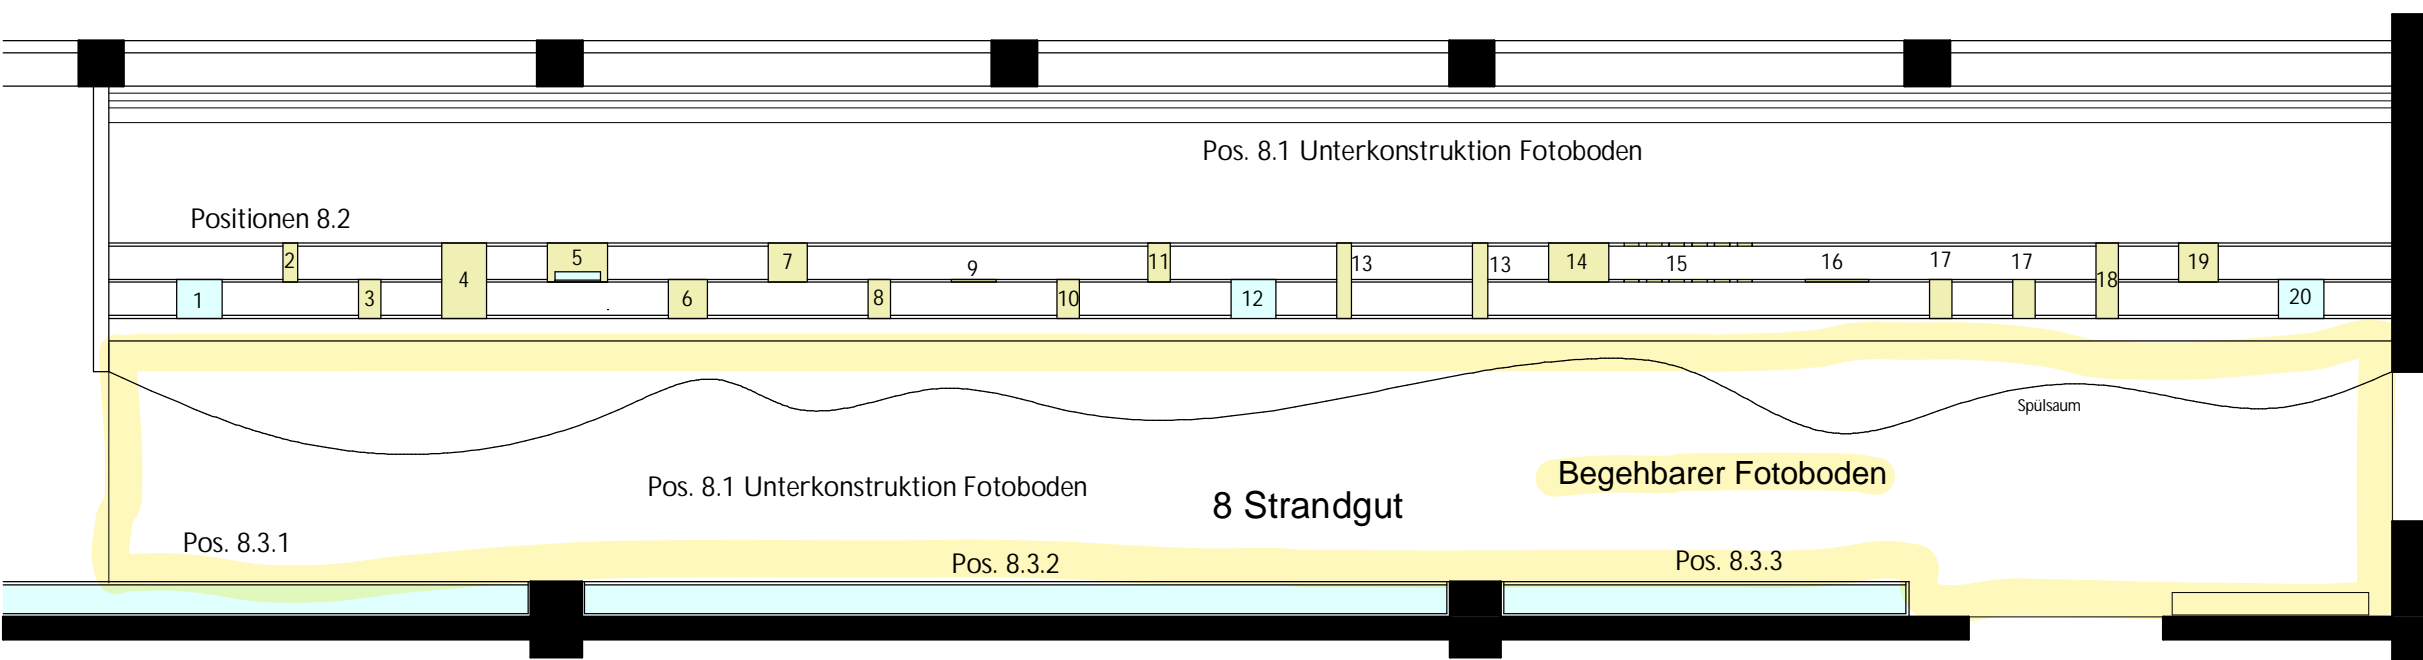 Pos. 8.1 Unterkonstruktion Fotoboden
Positionen 8.2
1
2
3
4
5
6
7
8
9
10
11
12
13
13
14
15
16
17
17
18
19
20
Spülsaum
Begehbarer Fotoboden
Pos. 8.1 Unterkonstruktion Fotoboden
8 Strandgut
Pos. 8.3.1
Pos. 8.3.2
Pos. 8.3.3